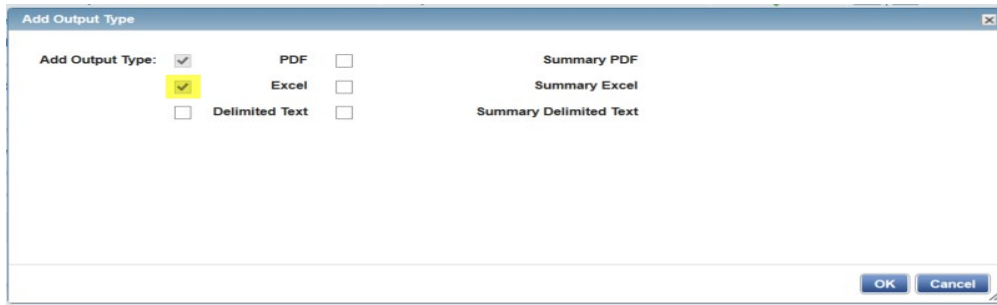 Add Output Type
Add Output Type: PDF Summary PDF
Excel Summary Excel
Delimited Text Summary Delimited Text
OK Cancel